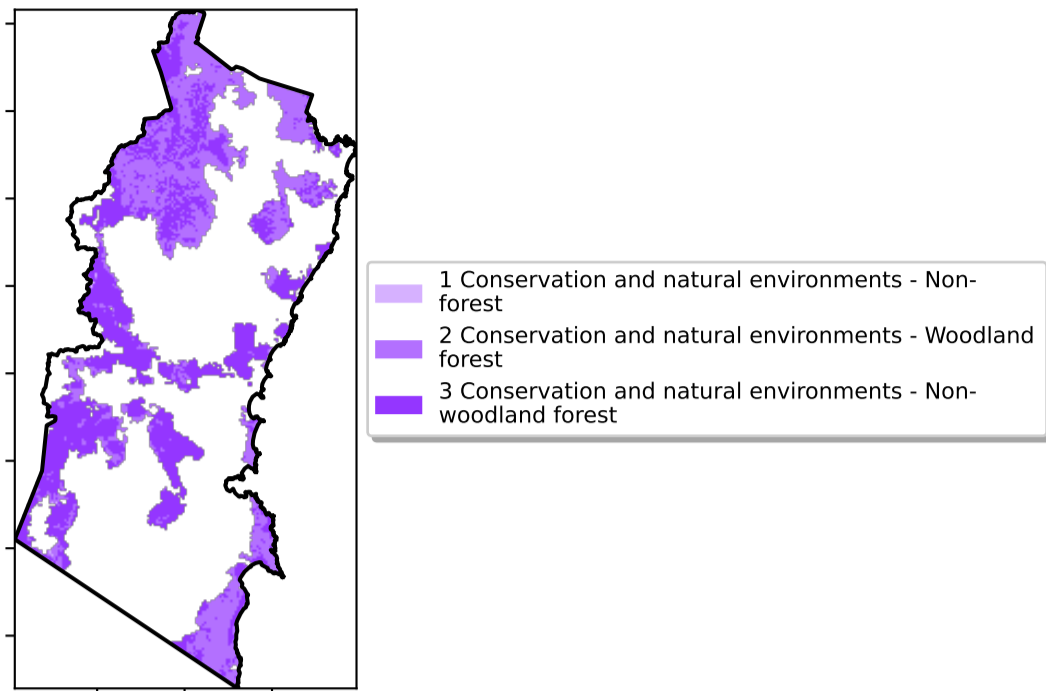 1 Conservation and natural environments - Non-
forest
2 Conservation and natural environments - Woodland
forest
3 Conservation and natural environments - Non-
woodland forest